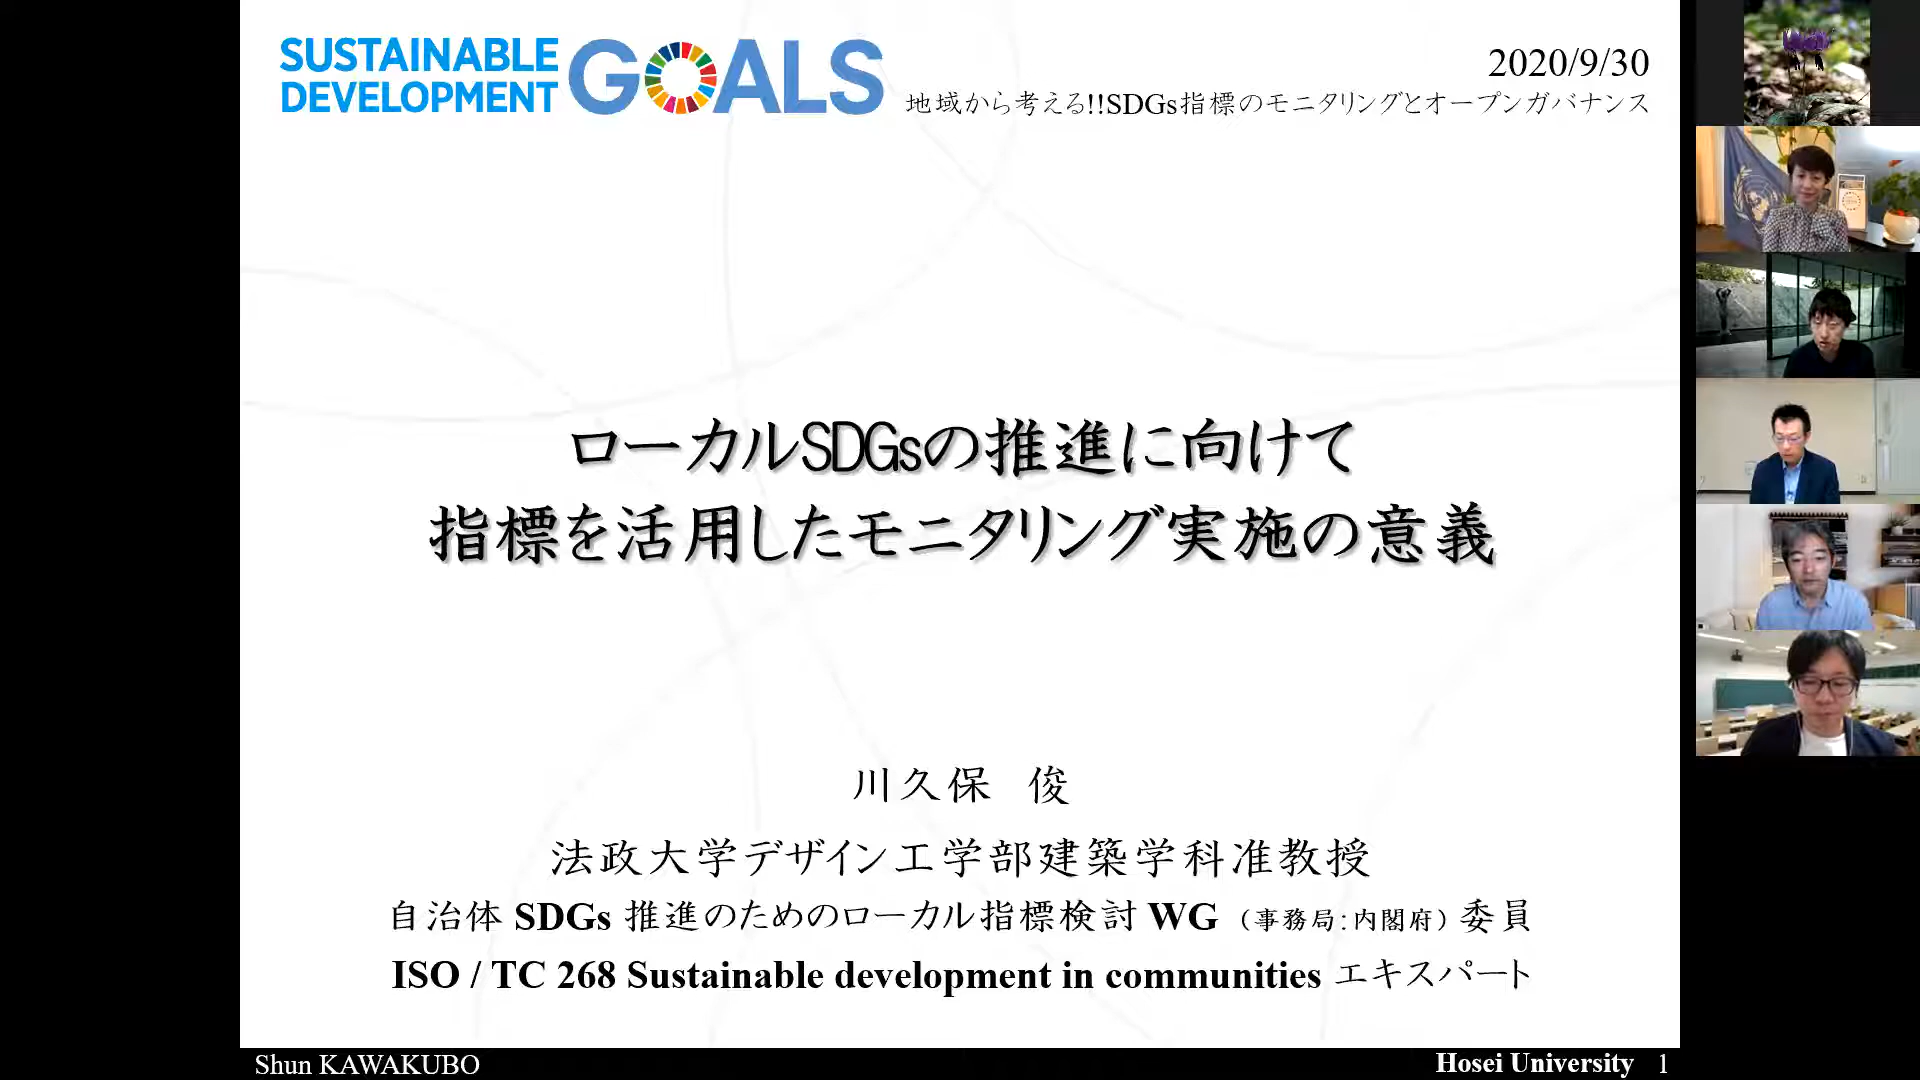 SUSTAINABLE
DEVELOPMENT
GOALS
2020/9/30
地域から考える!!SDGs指標のモニタリングとオープンガバナンス
ローカルSDGsの推進に向けて
指標を活用したモニタリング実施の意義
川久保 俊
法政大学デザイン工学部建築学科准教授
自治体 SDGs 推進のためのローカル指標検討 WG （事務局:内閣府）委員
ISO / TC 268 Sustainable development in communities エキスパート
Shun KAWAKUBO
Hosei University 1